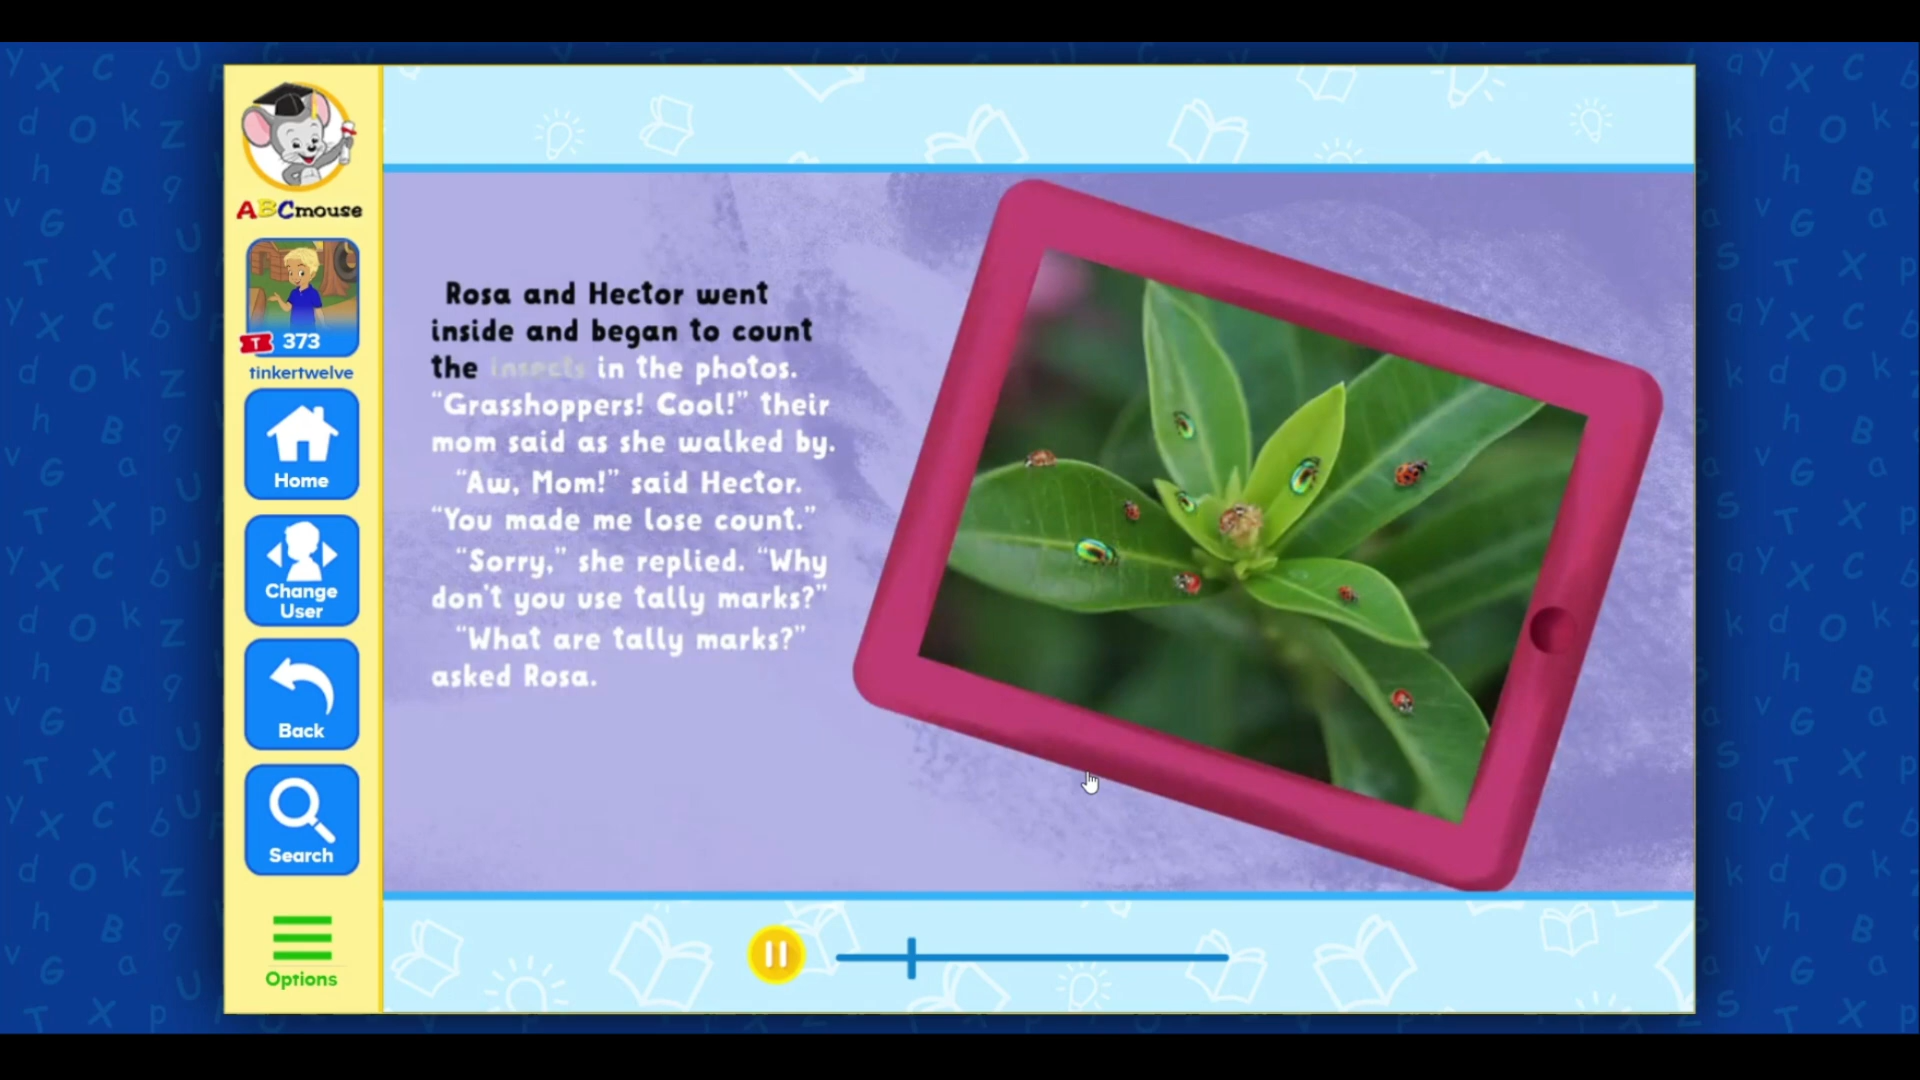 ABCmouse
T 373
tinkertwelve
Home
Change
User
Back
Search
Options
Rosa and Hector went
inside and began to count
the insects in the photos.
“Grasshoppers! Cool!” their
mom said as she walked by.
“Aw, Mom!” said Hector.
“You made me lose count.”
“Sorry,” she replied. “Why
don't you use tally marks?”
“What are tally marks?”
asked Rosa.